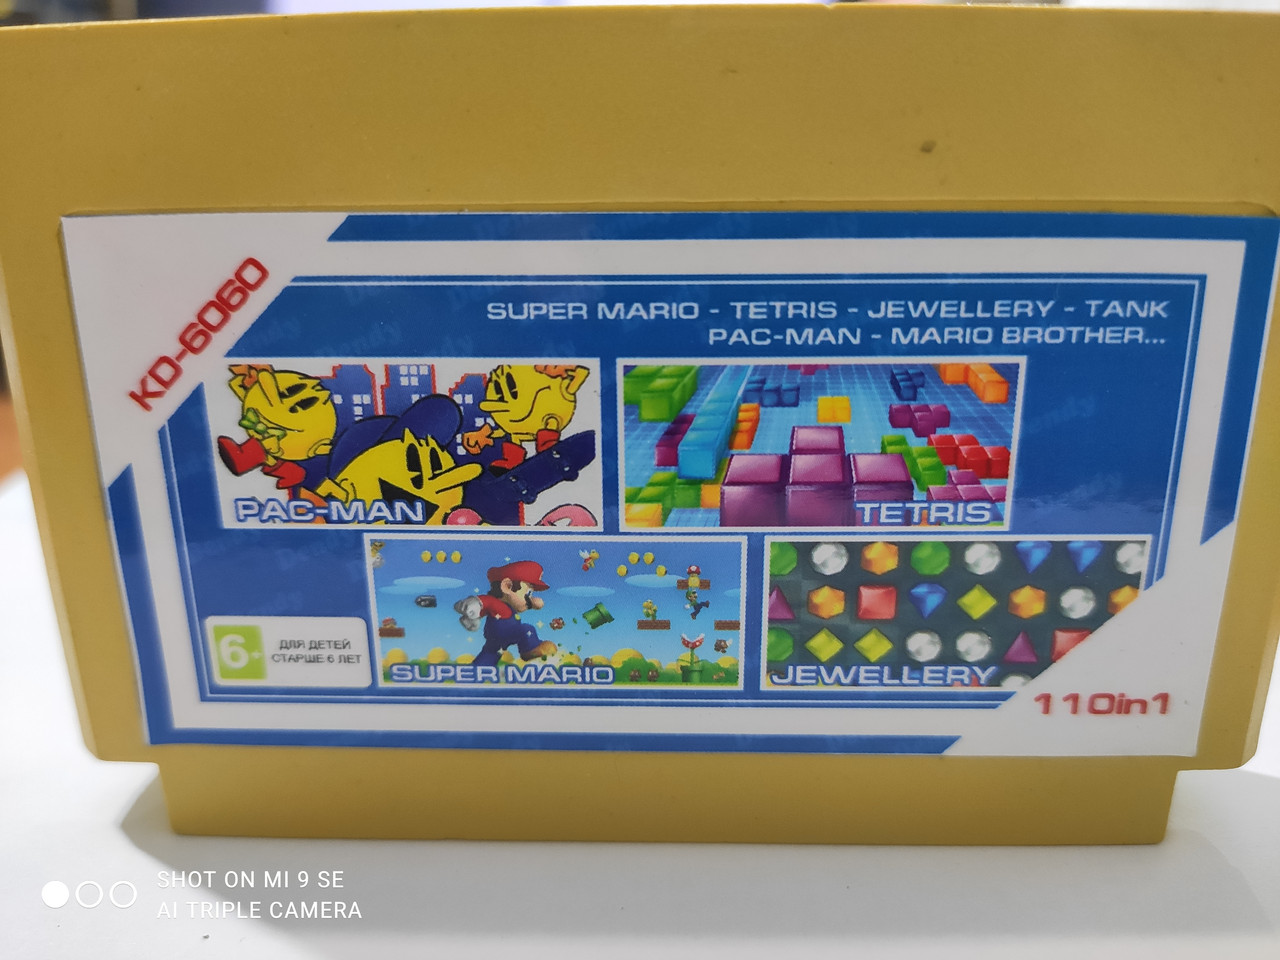 KD-6060
SUPER MARIO - TETRIS - JEWELLERY - TANK
PAC-MAN - MARIO BROTHER...
PAC-MAN
TETRIS
SUPER MARIO
JEWELLERY
6+
ДЛЯ ДЕТЕЙ
СТАРШЕ 6 ЛЕТ
110in1
SHOT ON MI 9 SE
AI TRIPLE CAMERA